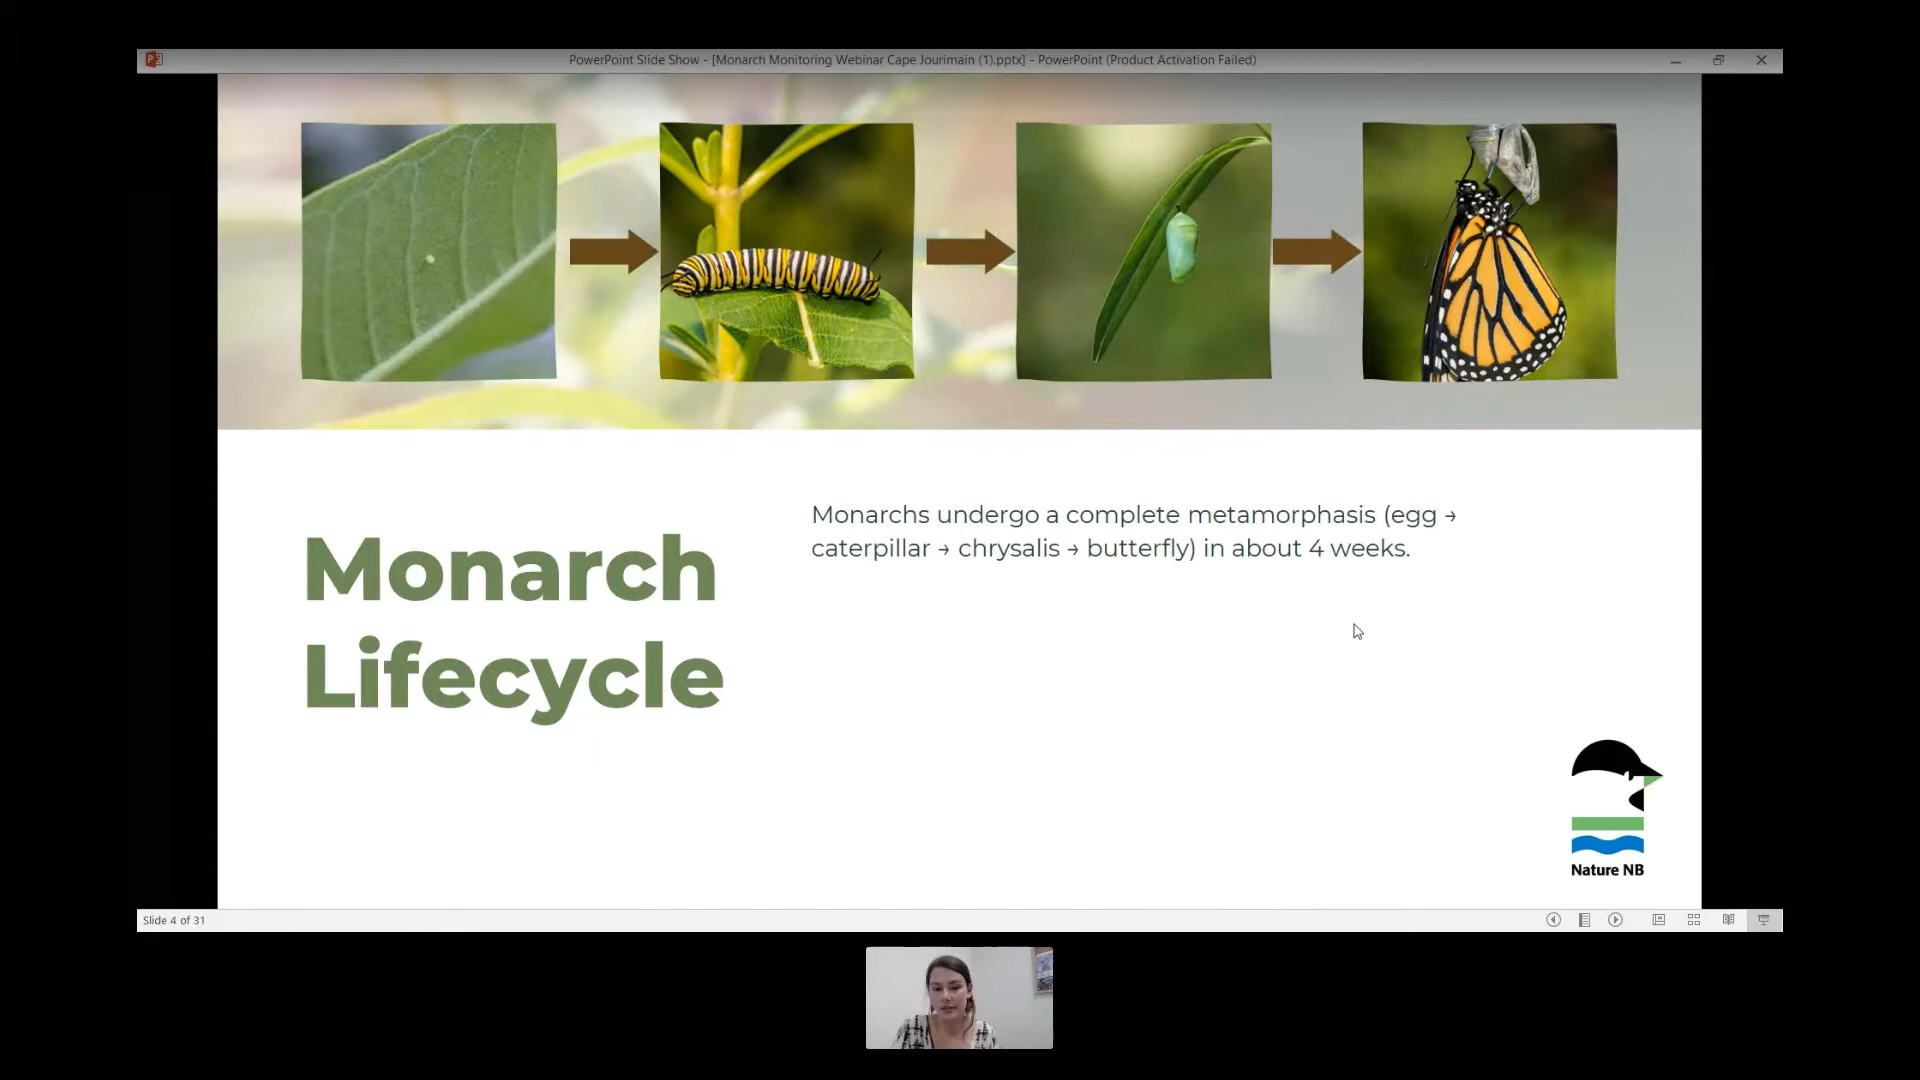 PowerPoint Slide Show - [Monarch Monitoring Webinar Cape Jourimain (1).pptx] - PowerPoint (Product Activation Failed)
Monarch
Lifecycle
Monarchs undergo a complete metamorphasis (egg →
caterpillar → chrysalis → butterfly) in about 4 weeks.
Nature NB
Slide 4 of 31